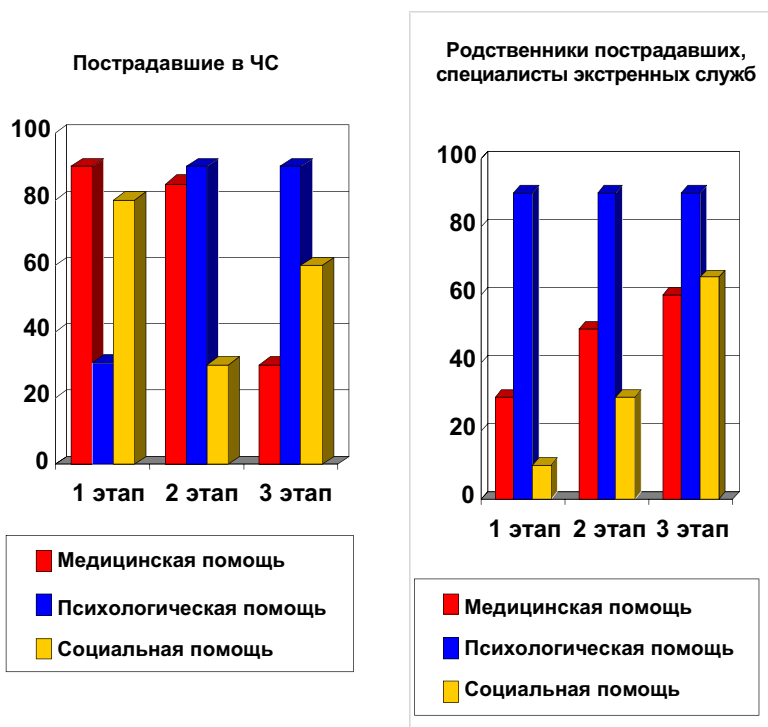 Пострадавшие в ЧС
100
80
60
40
20
0
1 этап 2 этап 3 этап
Медицинская помощь
Психологическая помощь
Социальная помощь
Родственники пострадавших,
специалисты экстренных служб
100
80
60
40
20
0
1 этап 2 этап 3 этап
Медицинская помощь
Психологическая помощь
Социальная помощь